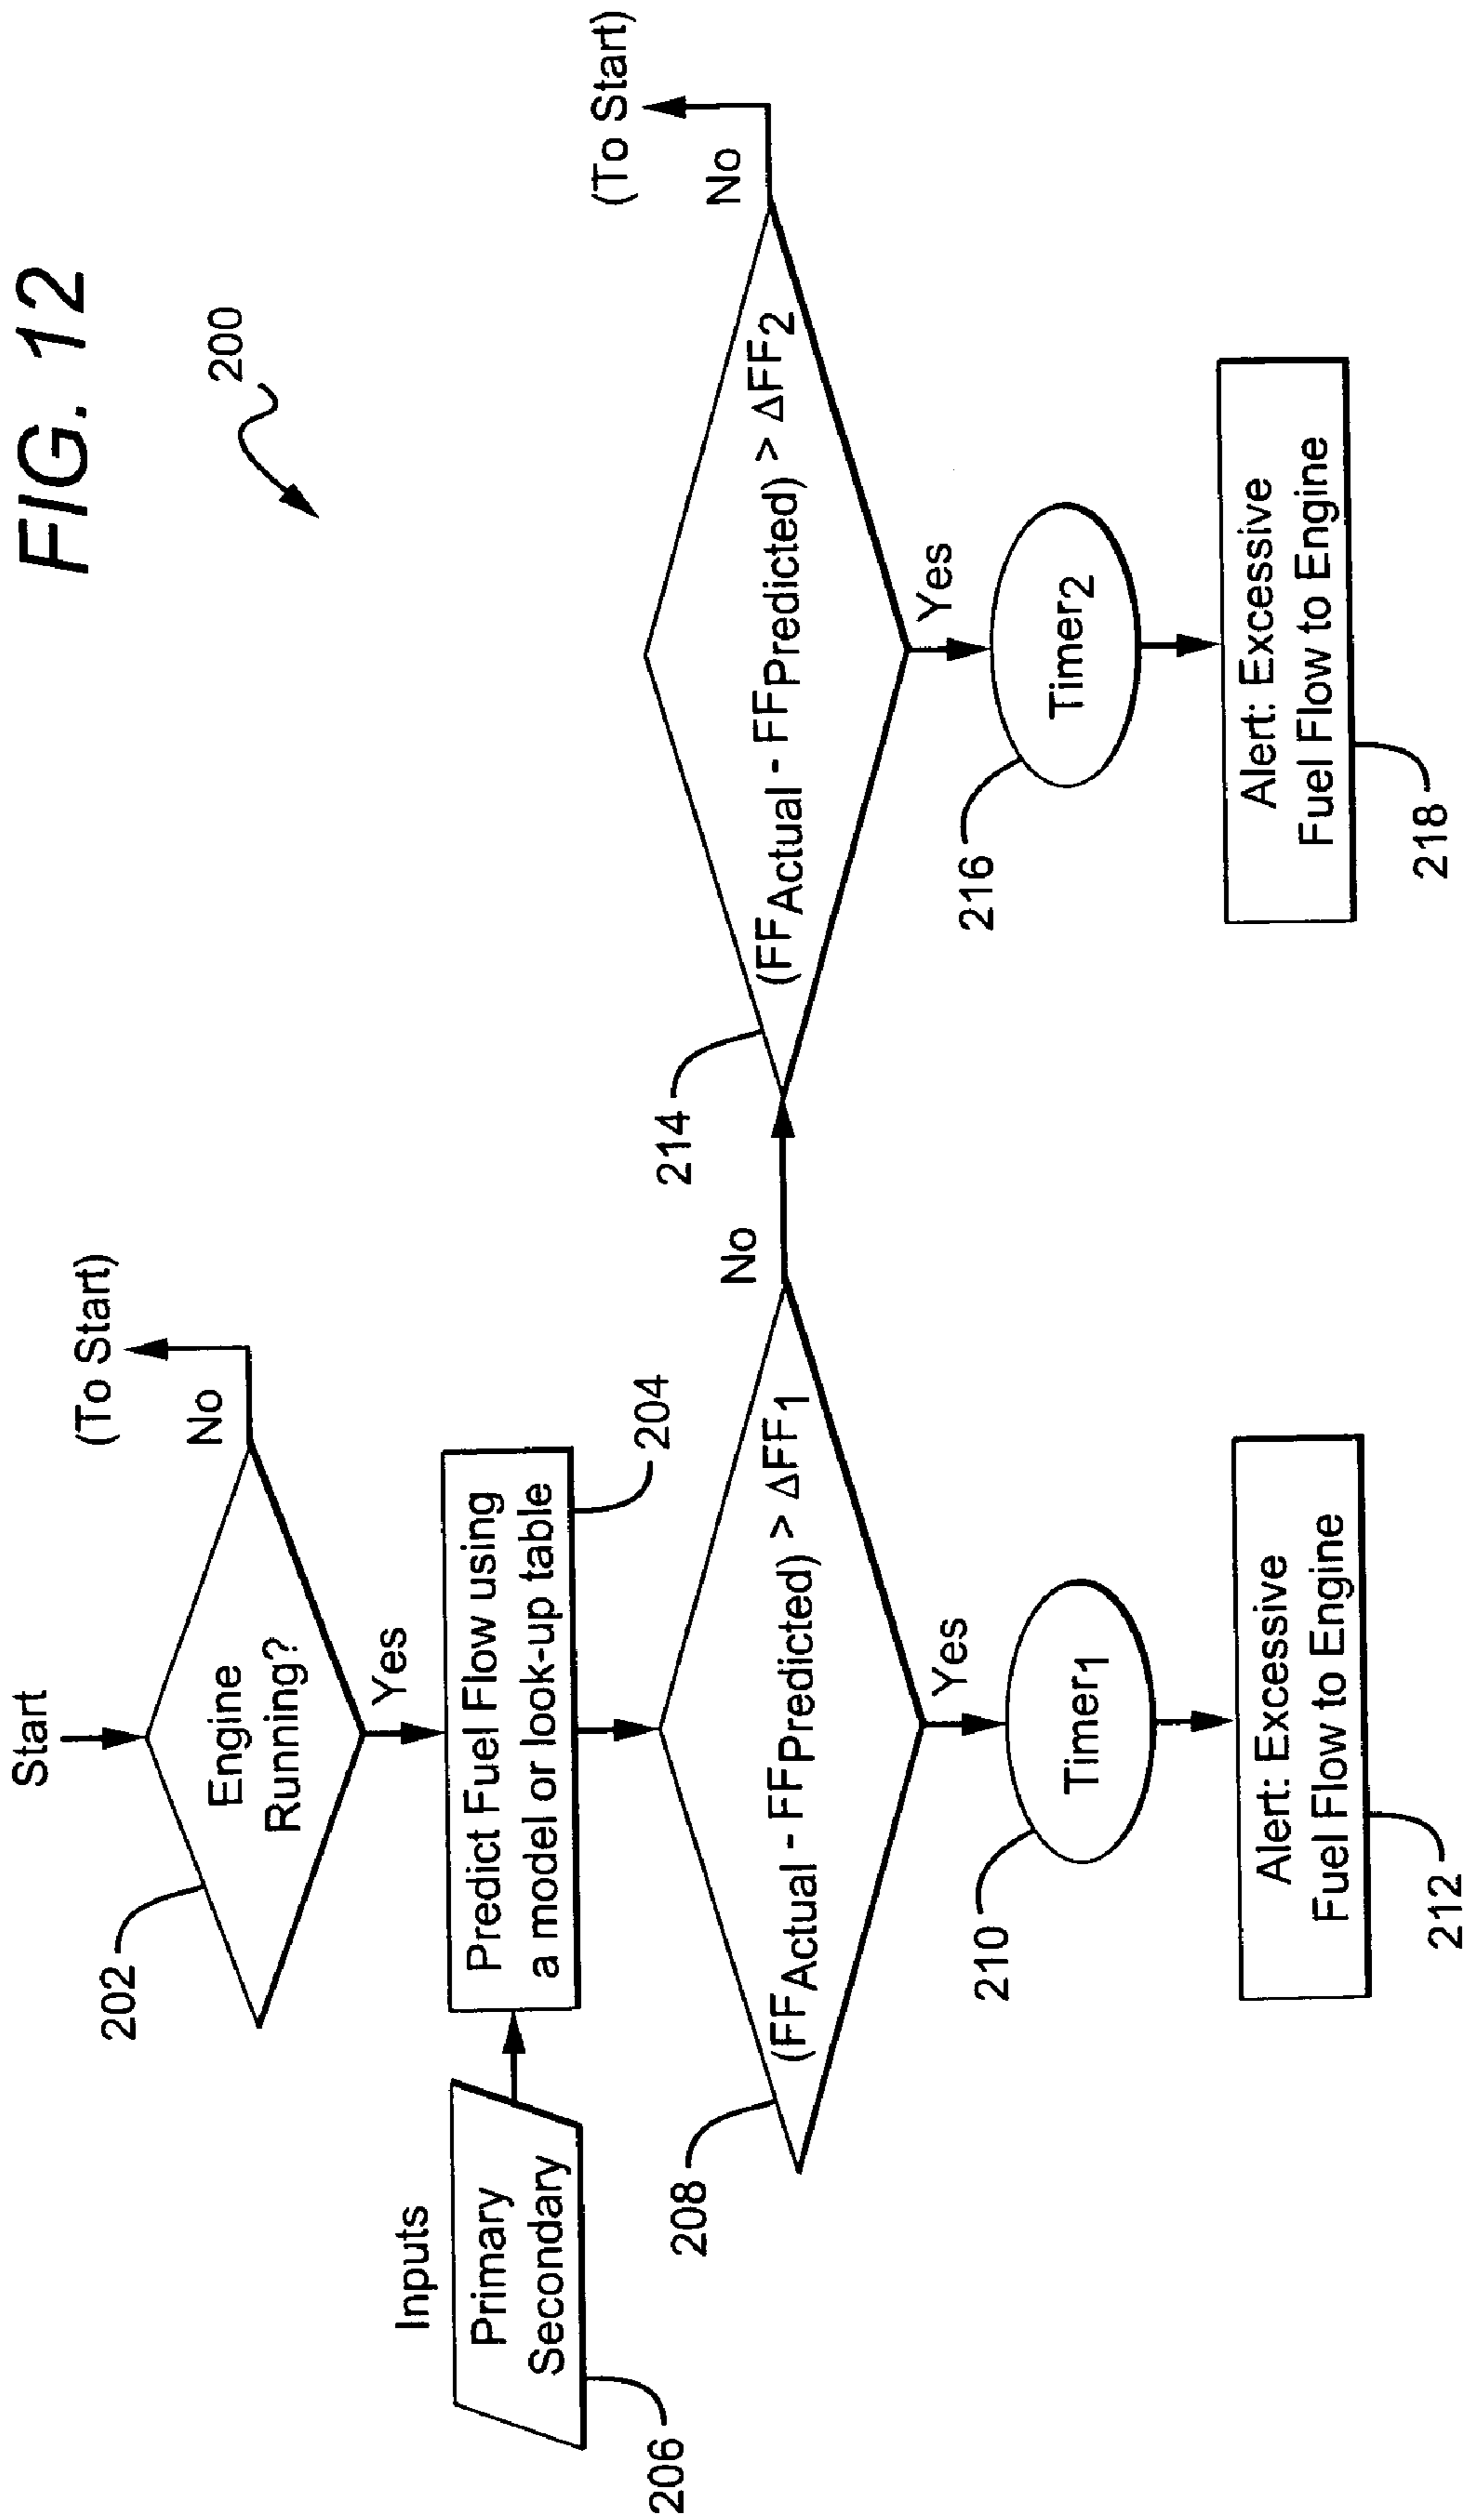 FIG. 12
200
Start
(To Start)
202
Engine
Running?
No
Yes
Inputs
Primary
Secondary
206
Predict Fuel Flow using
a model or look-up table
204
208
(FFActual - FFPredicted) > ΔFF1
No
Yes
210
Timer1
Alert: Excessive
Fuel Flow to Engine
212
214
(FFActual - FFPredicted) > ΔFF2
(To Start)
No
Yes
216
Timer2
Alert: Excessive
Fuel Flow to Engine
218